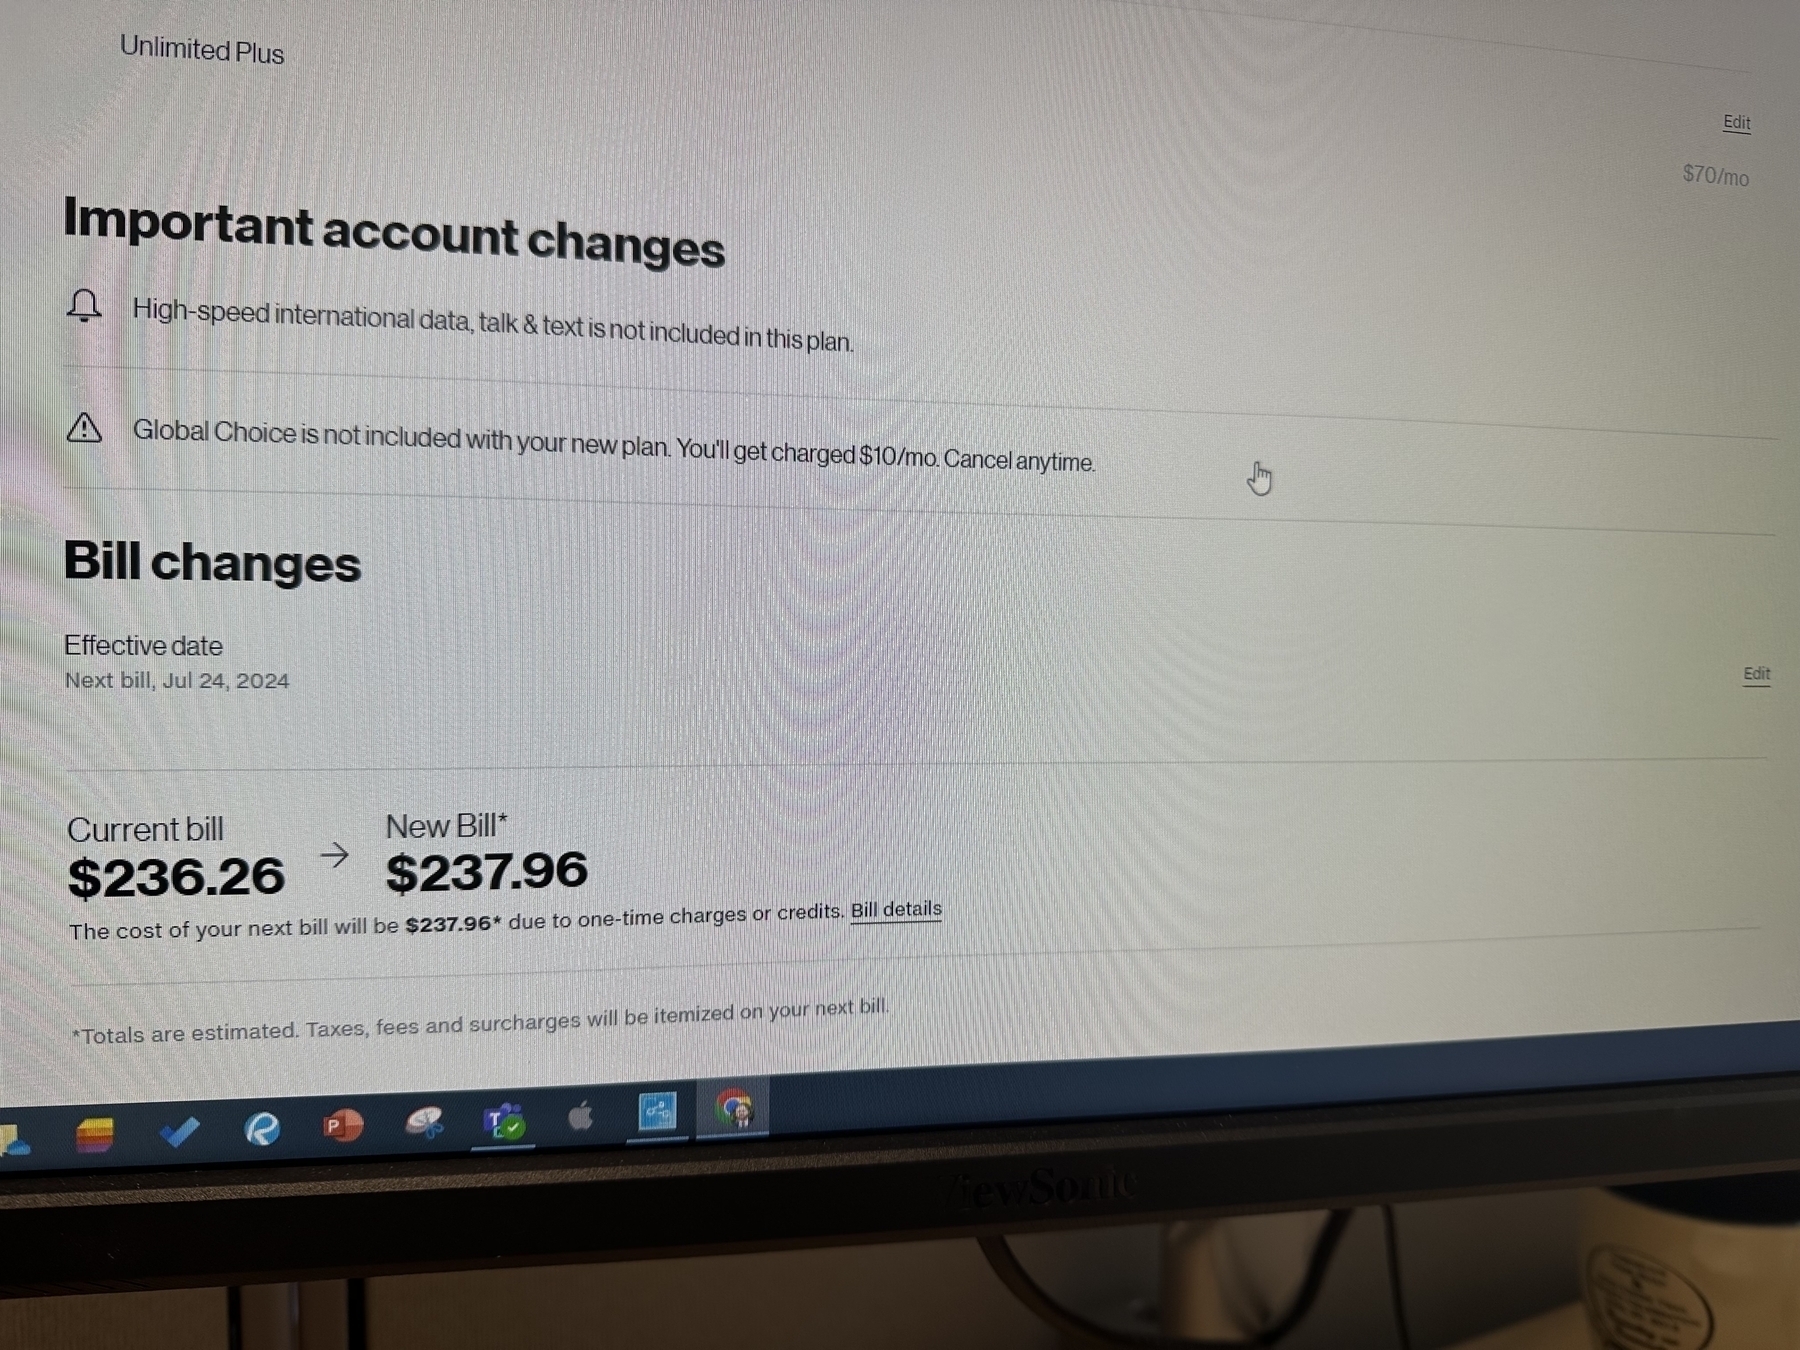 Unlimited Plus
Edit
$70/mo
Important account changes
High-speed international data, talk & text is not included in this plan.
Global Choice is not included with your new plan. You'll get charged $10/mo. Cancel anytime.
Bill changes
Effective date
Next bill, Jul 24, 2024
Edit
Current bill
New Bill*
$236.26
$237.96
The cost of your next bill will be $237.96* due to one-time charges or credits. Bill details
*Totals are estimated. Taxes, fees and surcharges will be itemized on your next bill.
P
T
ViewSonic